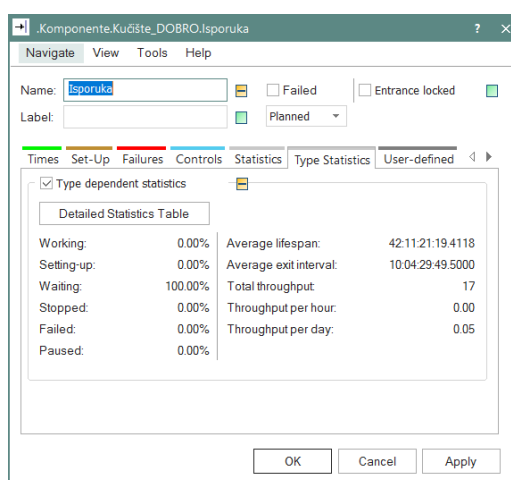 .Komponente.Kučište_DOBRO.Isporuka ? ×
Navigate View Tools Help
Name: Isporuka Failed Entrance locked
Label: Planned
Times Set-Up Failures Controls Statistics Type Statistics User-defined
Type dependent statistics
Detailed Statistics Table
Working: 0.00% Average lifespan: 42:11:21:19.4118
Setting-up: 0.00% Average exit interval: 10:04:29:49.5000
Waiting: 100.00% Total throughput: 17
Stopped: 0.00% Throughput per hour: 0.00
Failed: 0.00% Throughput per day: 0.05
Paused: 0.00%
OK Cancel Apply